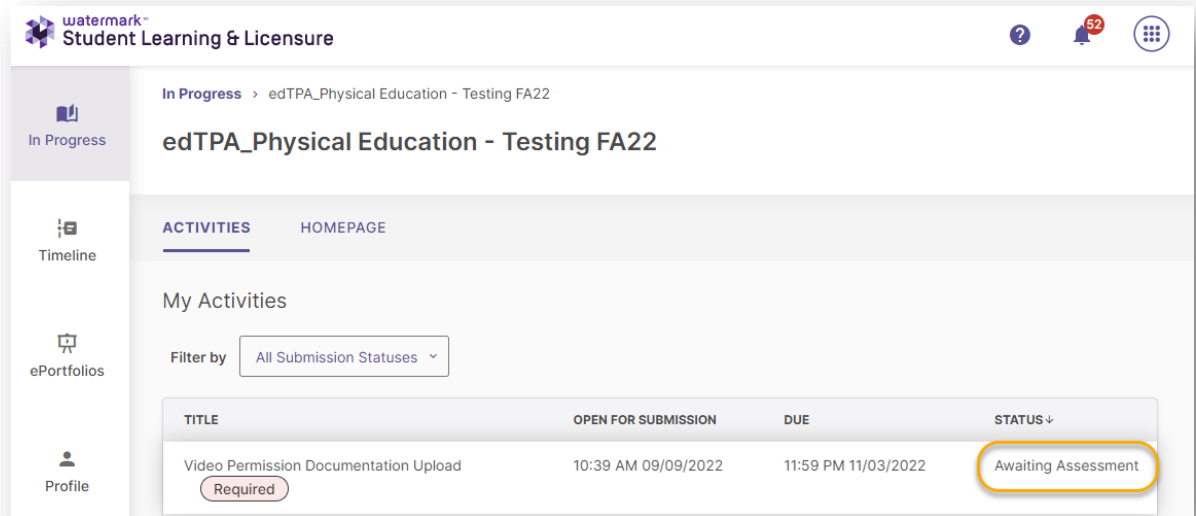 watermark™
Student Learning & Licensure
?
52
In Progress
Timeline
ePortfolios
Profile
In Progress > edTPA_Physical Education - Testing FA22
edTPA_Physical Education - Testing FA22
ACTIVITIES HOMEPAGE
My Activities
Filter by All Submission Statuses
TITLE OPEN FOR SUBMISSION DUE STATUS↓
Video Permission Documentation Upload 10:39 AM 09/09/2022 11:59 PM 11/03/2022 Awaiting Assessment
Required